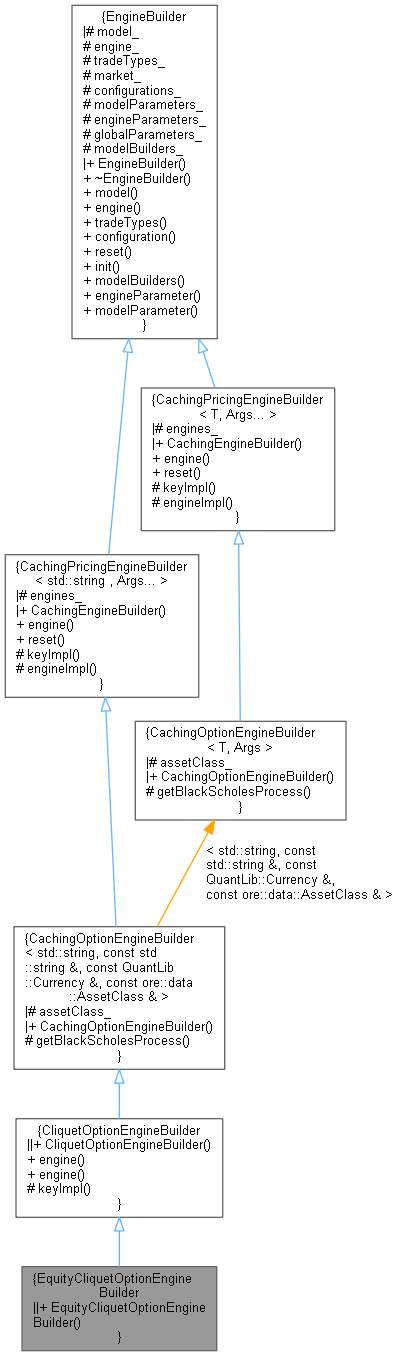 {EngineBuilder
|# model_
# engine_
# tradeTypes_
# market_
# configurations_
# modelParameters_
# engineParameters_
# globalParameters_
# modelBuilders_
|+ EngineBuilder()
+ ~EngineBuilder()
+ model()
+ engine()
+ tradeTypes()
+ configuration()
+ reset()
+ init()
+ modelBuilders()
+ engineParameter()
+ modelParameter()
}
{CachingPricingEngineBuilder
< T, Args... >
|# engines_
|+ CachingEngineBuilder()
+ engine()
+ reset()
# keyImpl()
# engineImpl()
}
{CachingPricingEngineBuilder
< std::string , Args... >
|# engines_
|+ CachingEngineBuilder()
+ engine()
+ reset()
# keyImpl()
# engineImpl()
}
{CachingOptionEngineBuilder
< T, Args >
|# assetClass_
|+ CachingOptionEngineBuilder()
# getBlackScholesProcess()
}
< std::string, const
std::string &, const
QuantLib::Currency &,
const ore::data::AssetClass & >
{CachingOptionEngineBuilder
< std::string, const std
::string &, const QuantLib
::Currency &, const ore::data
::AssetClass & >
|# assetClass_
|+ CachingOptionEngineBuilder()
# getBlackScholesProcess()
}
{CliquetOptionEngineBuilder
||+ CliquetOptionEngineBuilder()
+ engine()
+ engine()
# keyImpl()
}
{EquityCliquetOptionEngine
Builder
||+ EquityCliquetOptionEngine
Builder()
}